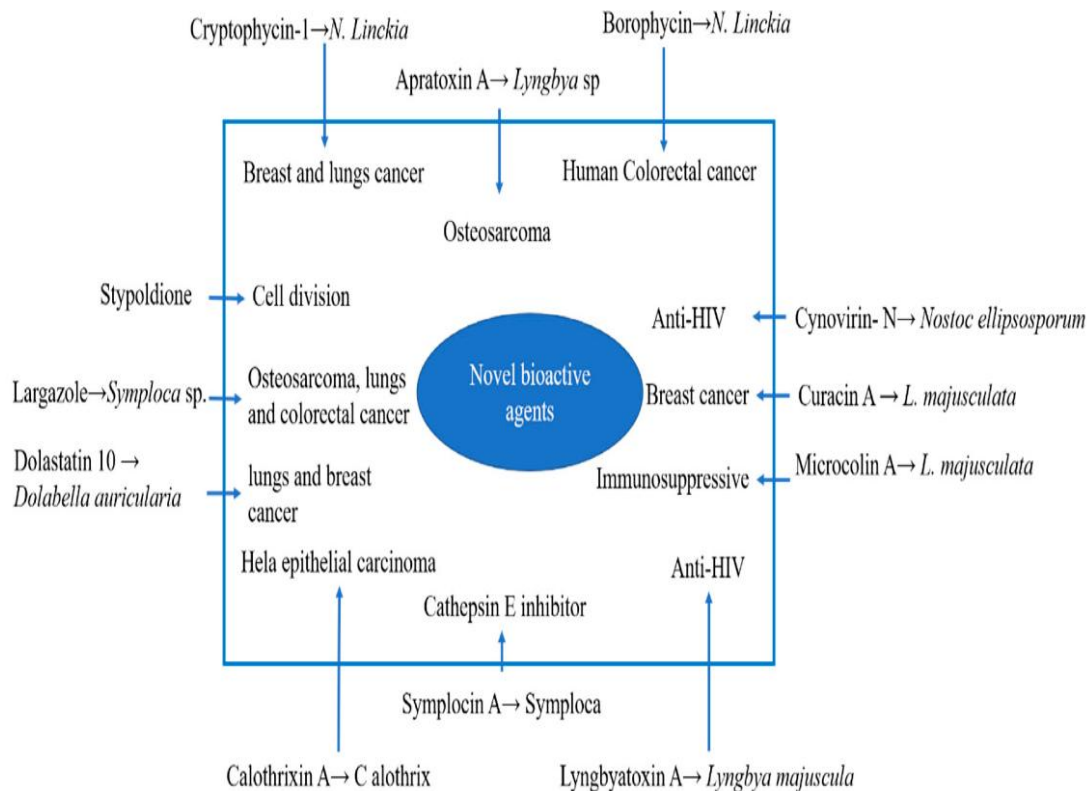 Cryptophycin-1→N. Linckia
Borophycin→N. Linckia
Apratoxin A→ Lyngbya sp
Breast and lungs cancer
Human Colorectal cancer
Osteosarcoma
Stypoldione
Cell division
Anti-HIV
Cynovirin- N→ Nostoc ellipsosporum
Novel bioactive
agents
Largazole→Symploca sp.
Osteosarcoma, lungs
and colorectal cancer
Breast cancer
Curacin A → L. majusculata
Dolastatin 10 →
Dolabella auricularia
lungs and breast
cancer
Immunosuppressive
Microcolin A→ L. majusculata
Hela epithelial carcinoma
Anti-HIV
Cathepsin E inhibitor
Symplocin A→ Symploca
Calothrixin A→ C alothrix
Lyngbyatoxin A→ Lyngbya majuscula